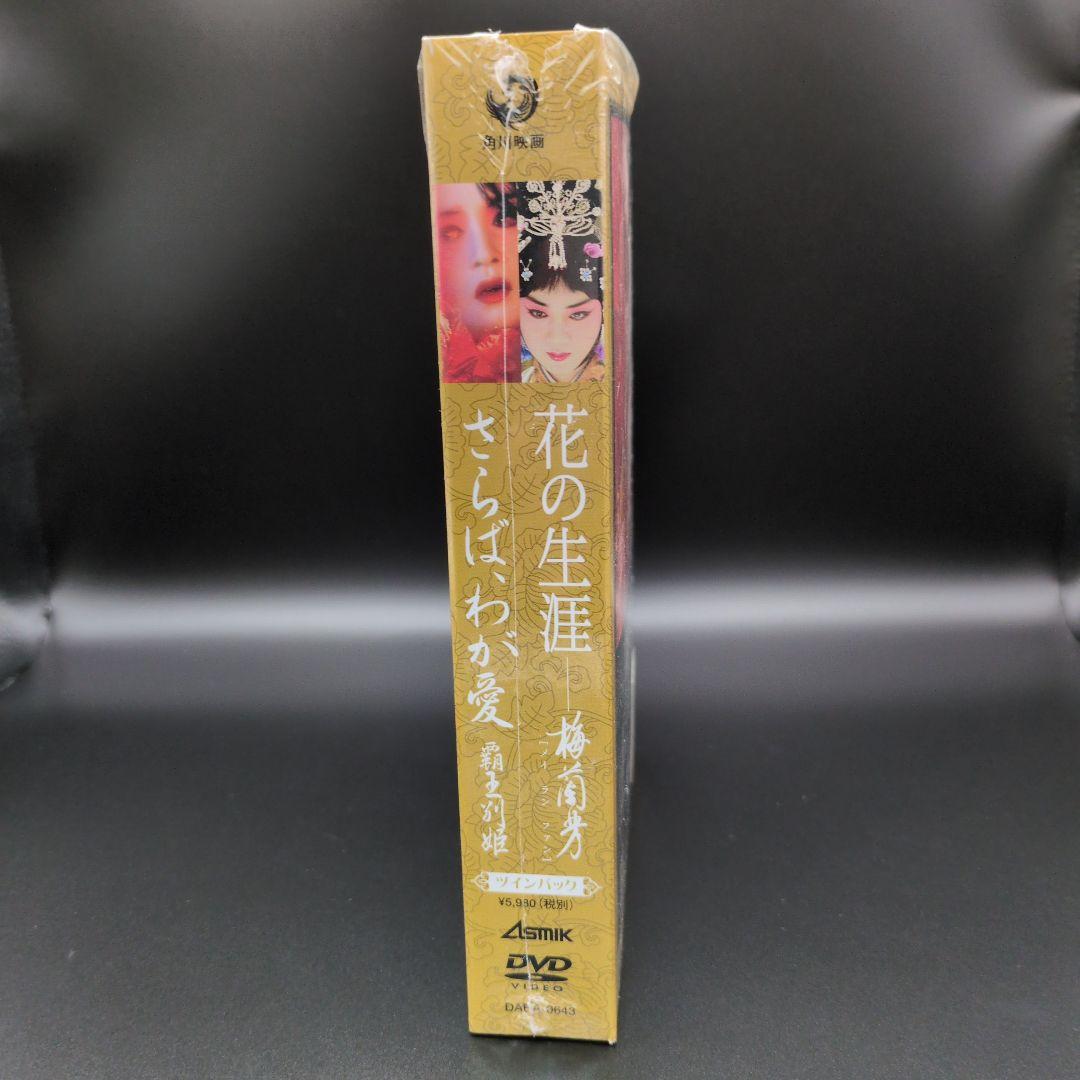 角川映画
花の生涯
梅蘭芳
[メイ ラン ファン]
さらば、わが愛
覇王別姫
ツインパック
¥5,980(税別)
ASMIK
DVD
VIDEO